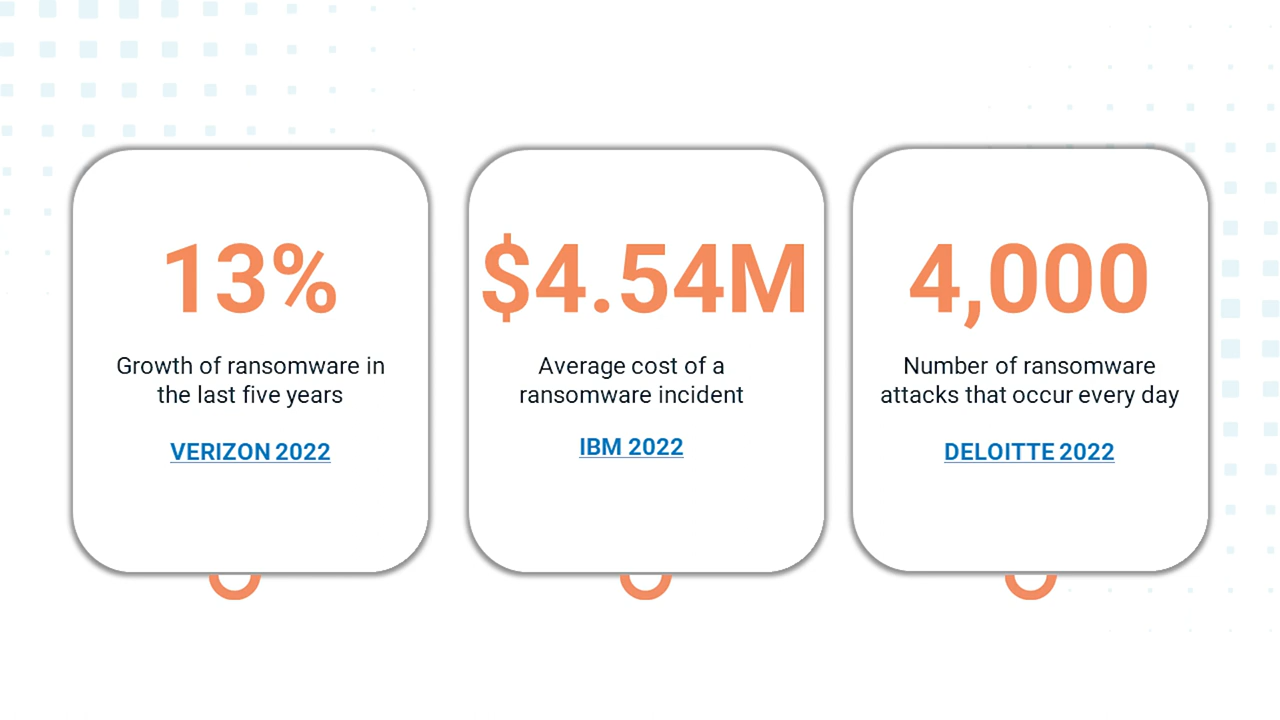 13%
Growth of ransomware in
the last five years
VERIZON 2022
$4.54M
Average cost of a
ransomware incident
IBM 2022
4,000
Number of ransomware
attacks that occur every day
DELOITTE 2022